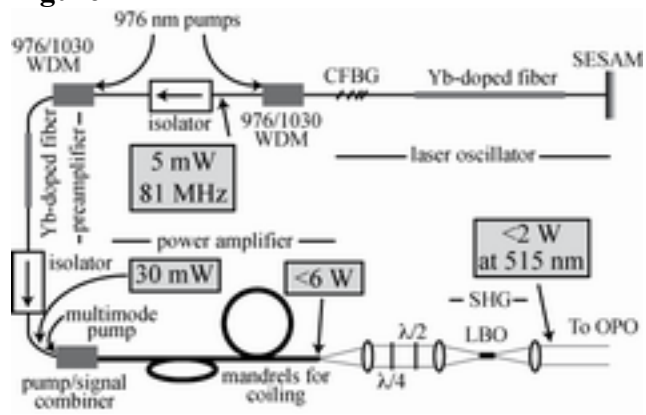 976 nm pumps
976/1030
WDM
CFBG
Yb-doped fiber
SESAM
isolator
976/1030
WDM
Yb-doped fiber
preamplifier
5 mW
81 MHz
laser oscillator
power amplifier
isolator
30 mW
<6 W
<2 W
at 515 nm
SHG
multimode
pump
λ/2
LBO
To OPO
λ/4
pump/signal
combiner
mandrels for
coiling